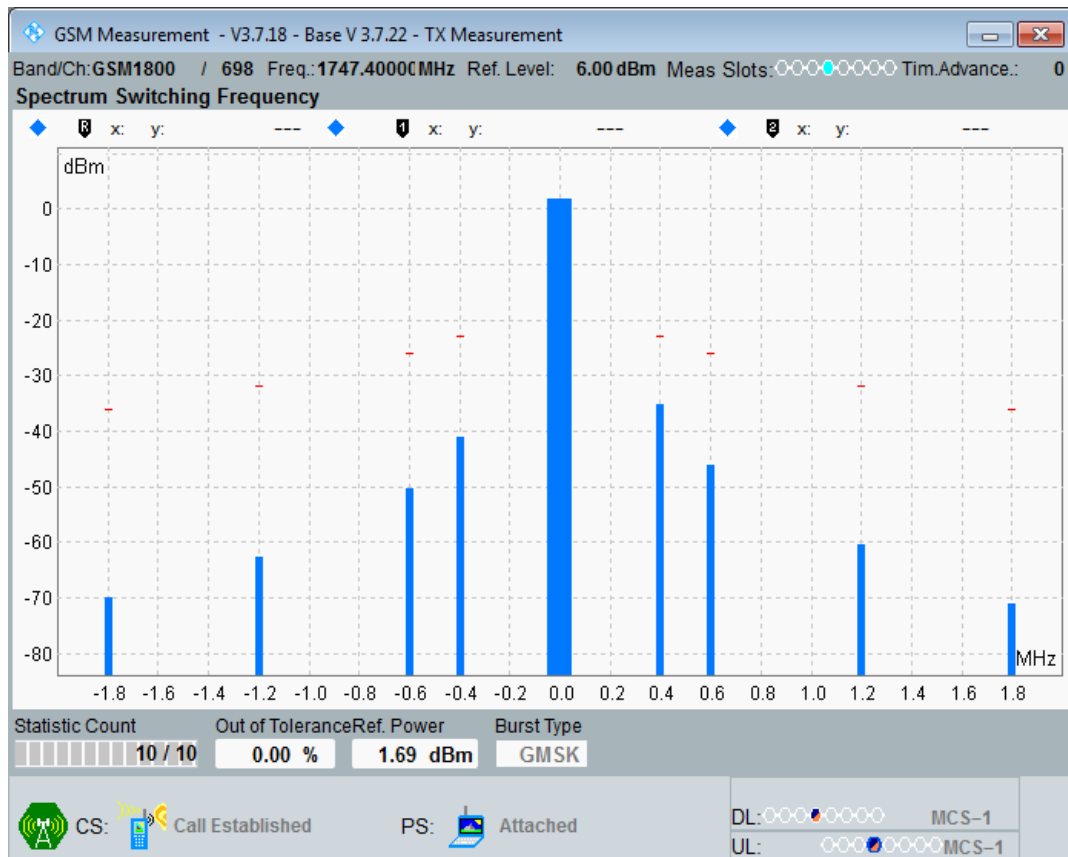 GSM Measurement - V3.7.18 - Base V 3.7.22 - TX Measurement
Band/Ch:GSM1800 / 698 Freq.:1747.40000MHz Ref. Level: 6.00 dBm Meas Slots: Tim.Advance.: 0
Spectrum Switching Frequency
R x: y: --- 1 x: y: --- 2 x: y: ---
dBm
0
-10
-20
-30
-40
-50
-60
-70
-80
MHz
-1.8 -1.6 -1.4 -1.2 -1.0 -0.8 -0.6 -0.4 -0.2 0.0 0.2 0.4 0.6 0.8 1.0 1.2 1.4 1.6 1.8
Statistic Count Out of Tolerance Ref. Power Burst Type
10 / 10 0.00 % 1.69 dBm GMSK
CS: Call Established PS: Attached
DL: MCS-1
UL: MCS-1